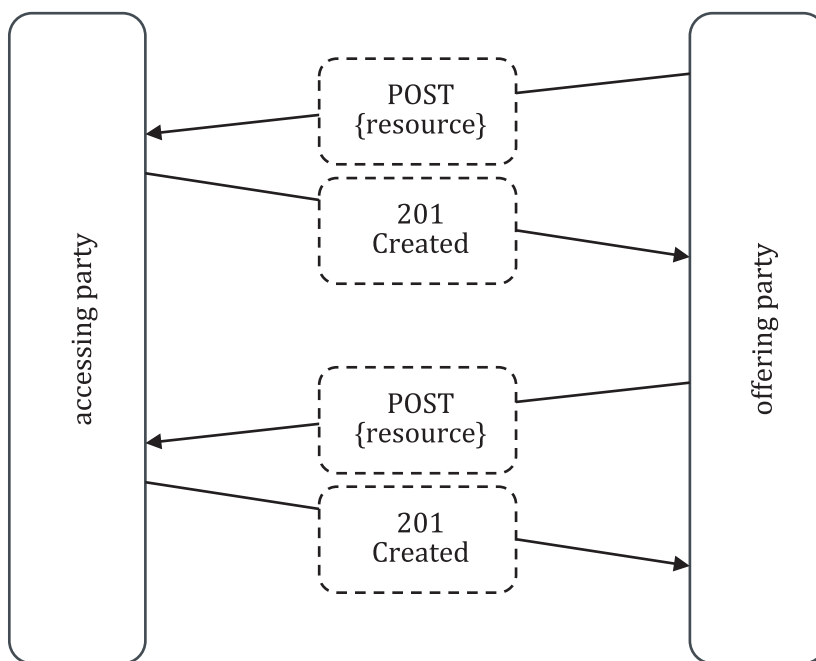 accessing party
POST
{resource}
201
Created
POST
{resource}
201
Created
offering party